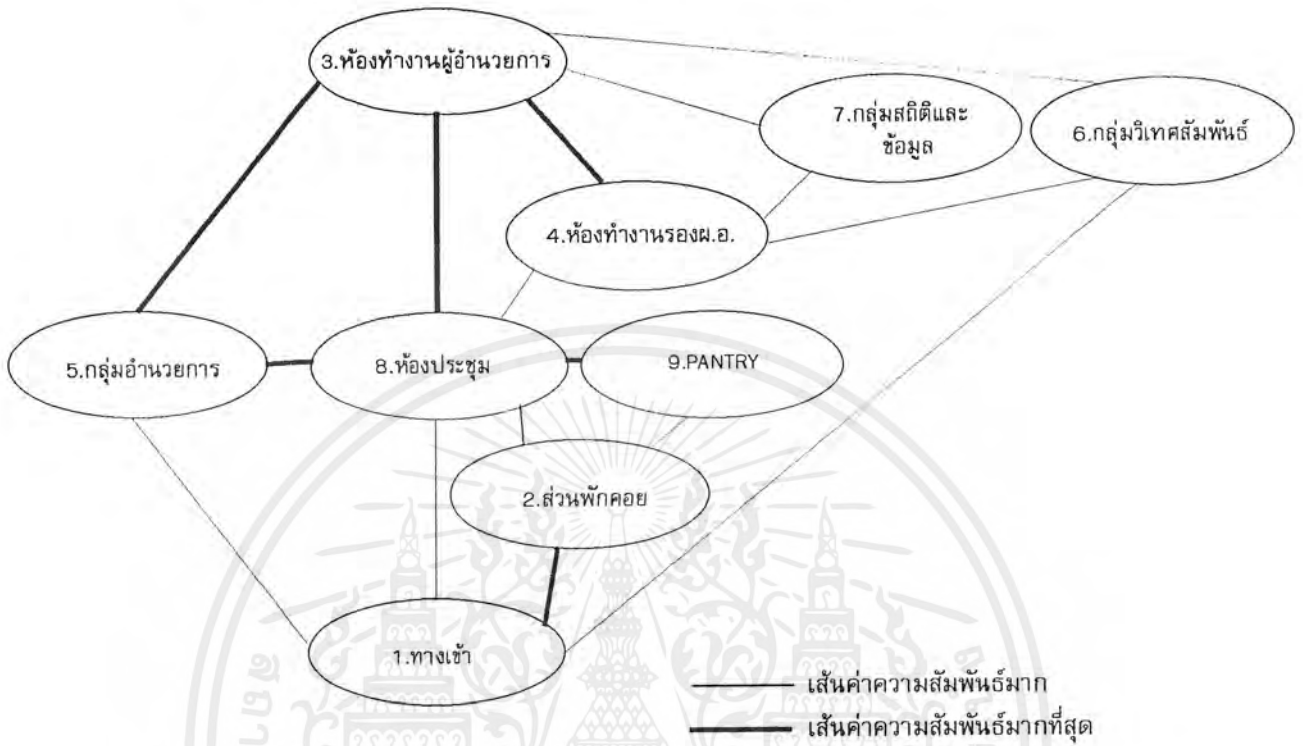 3.ห้องทำงานผู้อำนวยการ
7.กลุ่มสถิติและ
ข้อมูล
6.กลุ่มวิเทศสัมพันธ์
4.ห้องทำงานรองผ.อ.
5.กลุ่มอำนวยการ
8.ห้องประชุม
9.PANTRY
2.ส่วนพักคอย
1.ทางเข้า
เส้นค่าความสัมพันธ์มาก
เส้นค่าความสัมพันธ์มากที่สุด